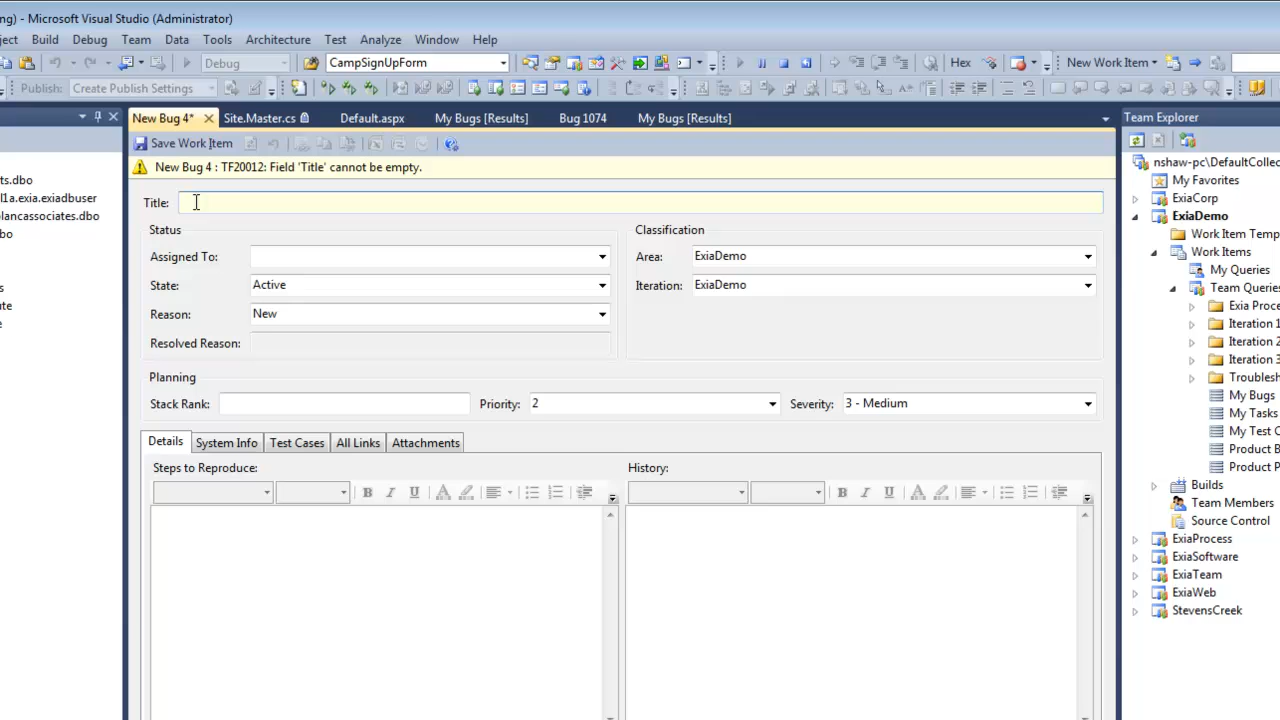 ng) - Microsoft Visual Studio (Administrator)
ject Build Debug Team Data Tools Architecture Test Analyze Window Help
Debug CampSignUpForm Hex New Work Item
Publish: Create Publish Settings
New Bug 4* Site.Master.cs Default.aspx My Bugs [Results] Bug 1074 My Bugs [Results] Team Explorer
Save Work Item
New Bug 4 : TF20012: Field 'Title' cannot be empty.
Title:
Status Classification
Assigned To: Area: ExiaDemo
State: Active Iteration: ExiaDemo
Reason: New
Resolved Reason:
Planning
Stack Rank: Priority: 2 Severity: 3 - Medium
Details System Info Test Cases All Links Attachments
Steps to Reproduce: History:
B I U A B I U A
ts.dbo
l1a.exia.exiadbuser
olancassociates.dbo
bo
s
ute
e
nshaw-pc\DefaultCollec
My Favorites
ExiaCorp
ExiaDemo
Work Item Temp
Work Items
My Queries
Team Queries
Exia Proce
Iteration 1
Iteration 2
Iteration 3
Troublesh
My Bugs
My Tasks
My Test C
Product B
Product P
Builds
Team Members
Source Control
ExiaProcess
ExiaSoftware
ExiaTeam
ExiaWeb
StevensCreek